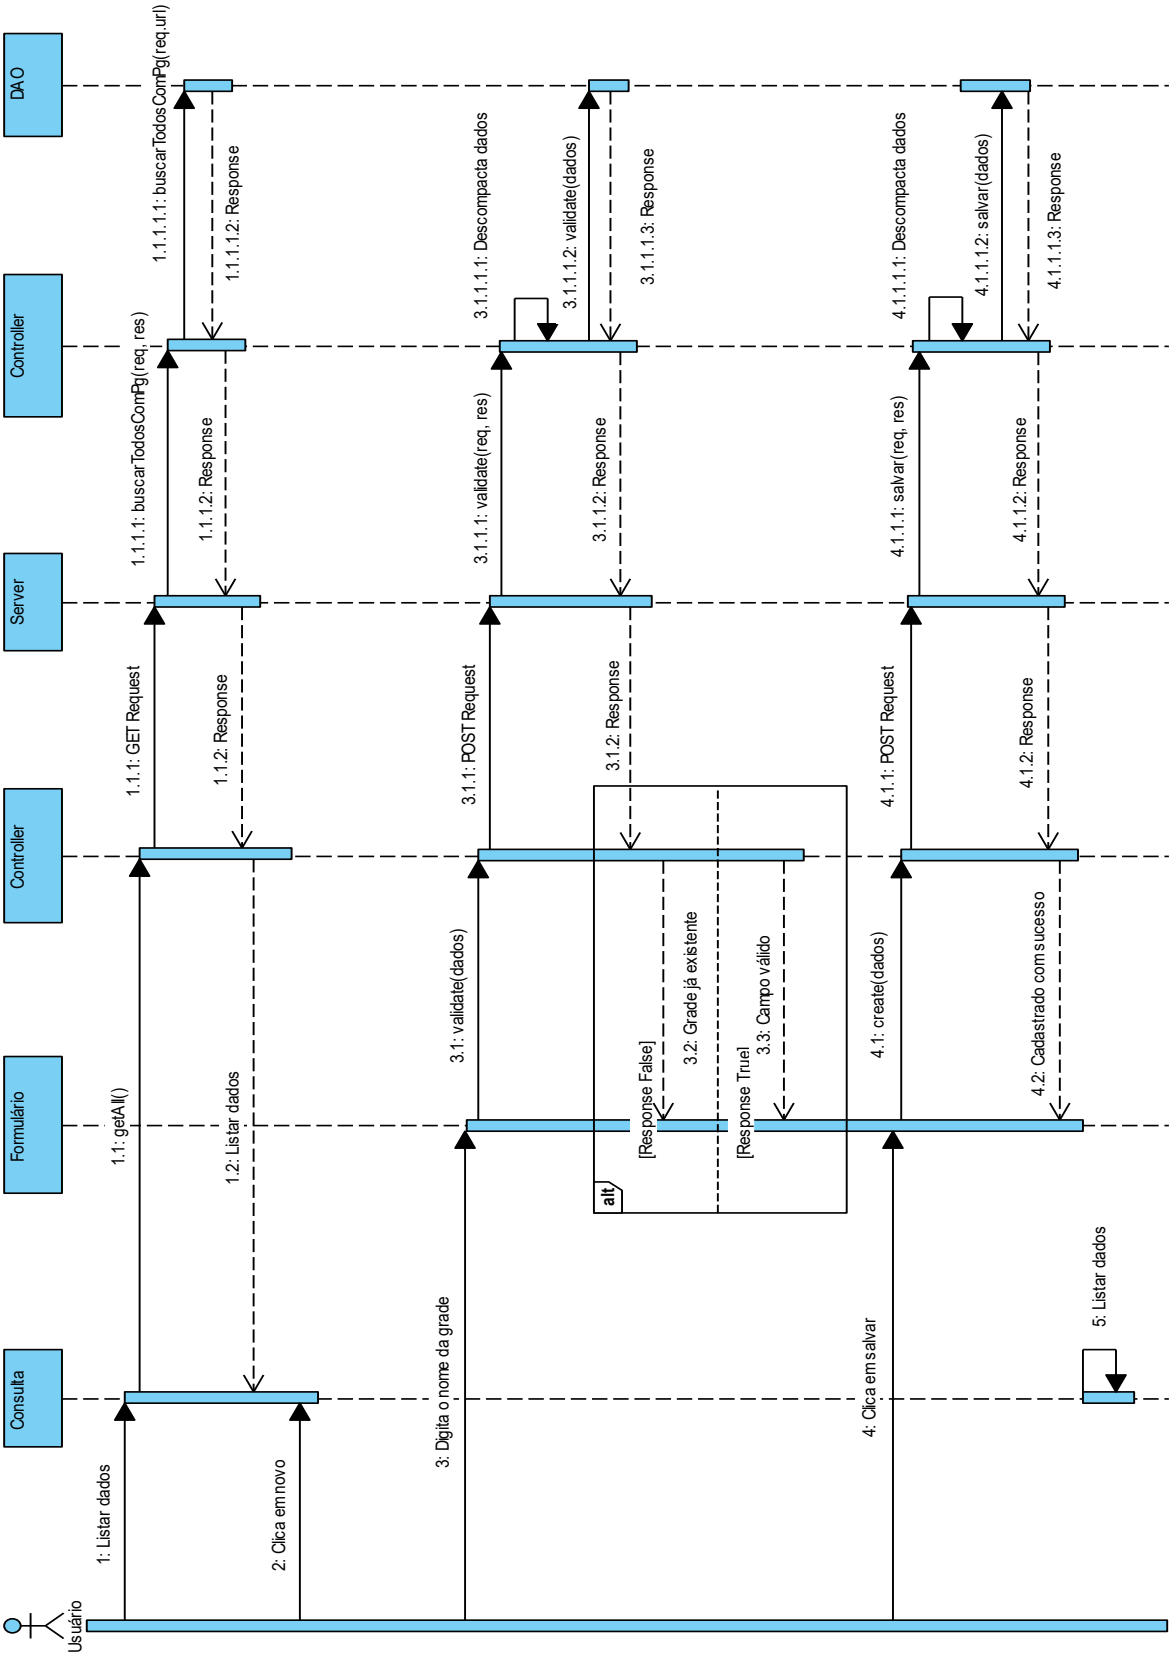 Usuário
Consulta
Formulário
Controller
Server
Controller
DAO
1: Listar dados
1.1: getAll()
1.1.1: GET Request
1.1.1.1: buscarTodosComPg(req, res)
1.1.1.1.1: buscarTodosComPg(req.url)
1.1.1.1.2: Response
1.1.1.2: Response
1.1.2: Response
1.2: Listar dados
2: Clica em novo
3: Digita o nome da grade
3.1: validate(dados)
3.1.1: POST Request
3.1.1.1: validate(req, res)
3.1.1.1.1: Descompacta dados
3.1.1.1.2: validate(dados)
3.1.1.1.3: Response
3.1.1.2: Response
3.1.2: Response
alt
[Response False]
3.2: Grade já existente
[Response True]
3.3: Campo válido
4: Clica em salvar
4.1: create(dados)
4.1.1: POST Request
4.1.1.1: salvar(req, res)
4.1.1.1.1: Descompacta dados
4.1.1.1.2: salvar(dados)
4.1.1.1.3: Response
4.1.1.2: Response
4.1.2: Response
4.2: Cadastrado com sucesso
5: Listar dados